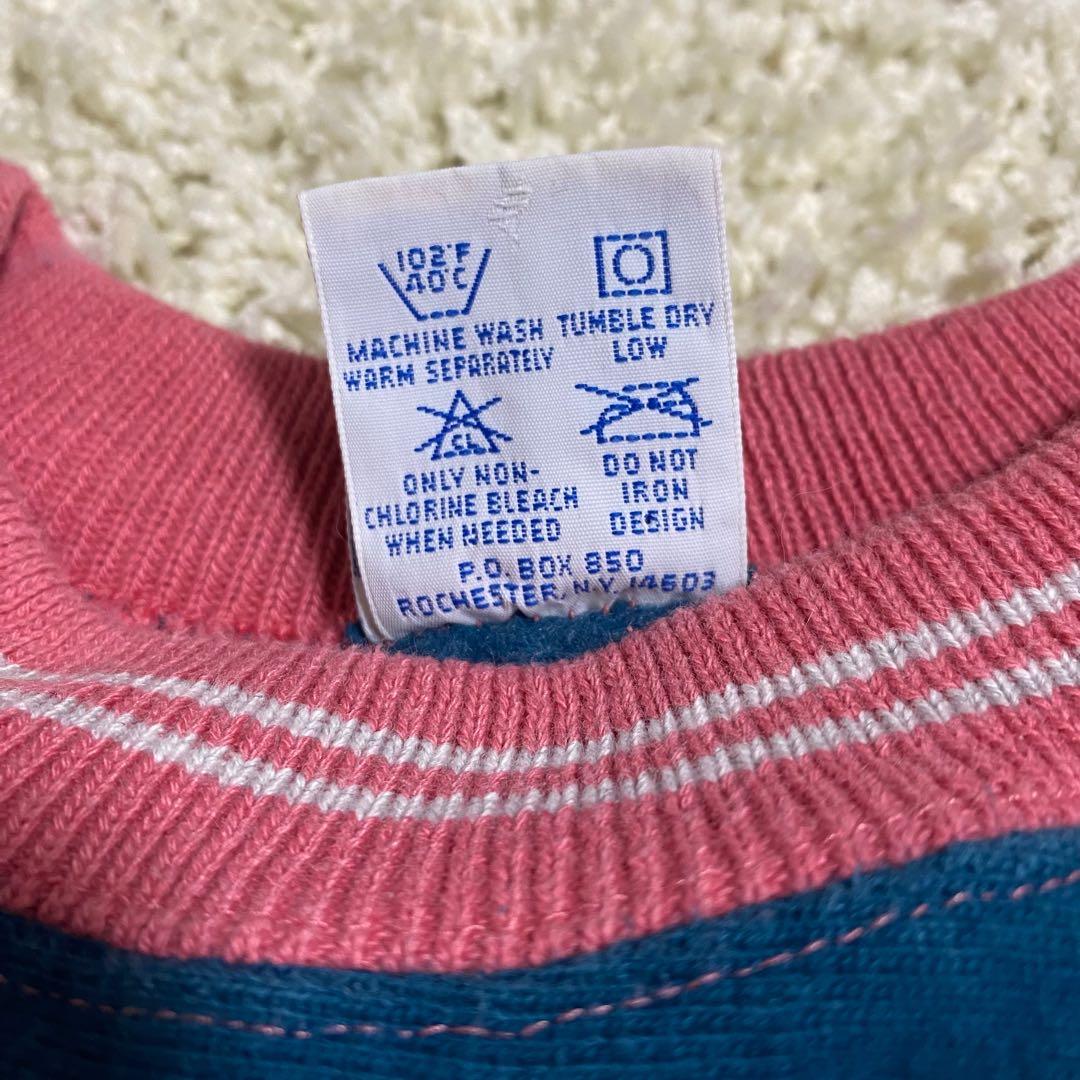 102°F
40°C
MACHINE WASH
WARM SEPARATELY
TUMBLE DRY
LOW
CL
ONLY NON-
CHLORINE BLEACH
WHEN NEEDED
DO NOT
IRON
DESIGN
P.O. BOX 850
ROCHESTER, N.Y. 14603